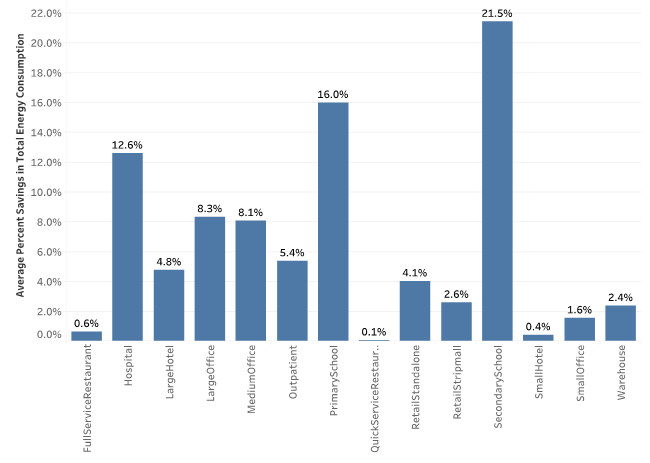 Average Percent Savings in Total Energy Consumption
22.0%
20.0%
18.0%
16.0%
14.0%
12.0%
10.0%
8.0%
6.0%
4.0%
2.0%
0.0%
0.6%
12.6%
4.8%
8.3%
8.1%
5.4%
16.0%
0.1%
4.1%
2.6%
21.5%
0.4%
1.6%
2.4%
FullServiceRestaurant
Hospital
LargeHotel
LargeOffice
MediumOffice
Outpatient
PrimarySchool
QuickServiceRestaur..
RetailStandalone
RetailStripmall
SecondarySchool
SmallHotel
SmallOffice
Warehouse